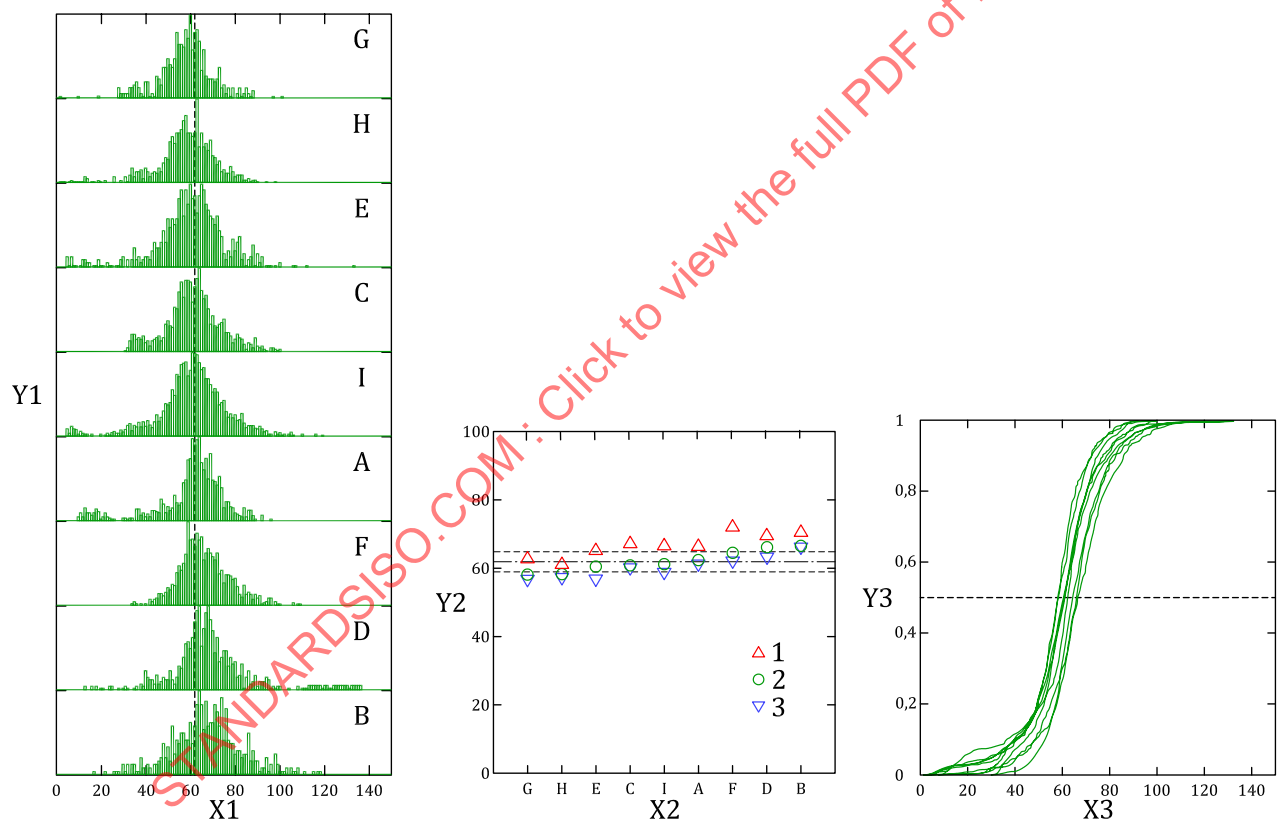 G
H
E
C
I
A
F
D
B
Y1
0 20 40 60 80 100 120 140
X1
100
80
60
40
20
0
Y2
1
2
3
G H E C I A F D B
X2
1
0,8
0,6
0,4
0,2
0
Y3
0 20 40 60 80 100 120 140
X3
STANDARDSISO.COM : Click to view the full PDF of